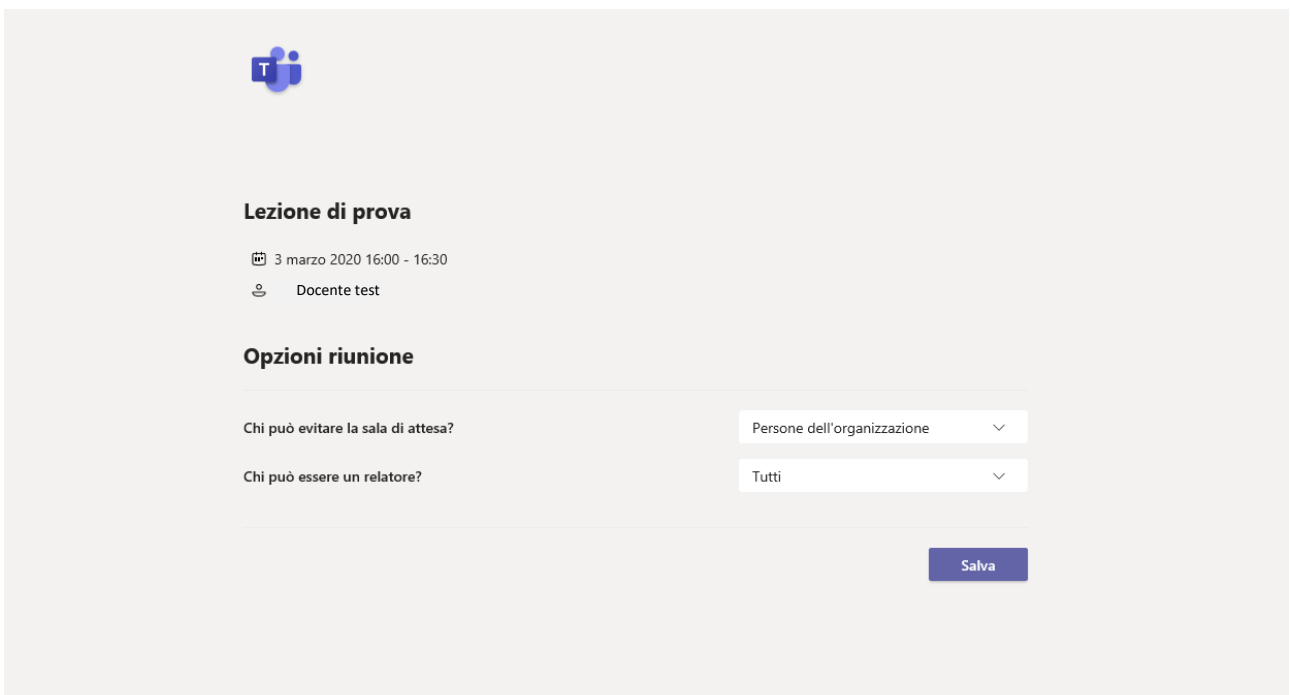 T
Lezione di prova
3 marzo 2020 16:00 - 16:30
Docente test
Opzioni riunione
Chi può evitare la sala di attesa? Persone dell'organizzazione
Chi può essere un relatore? Tutti
Salva